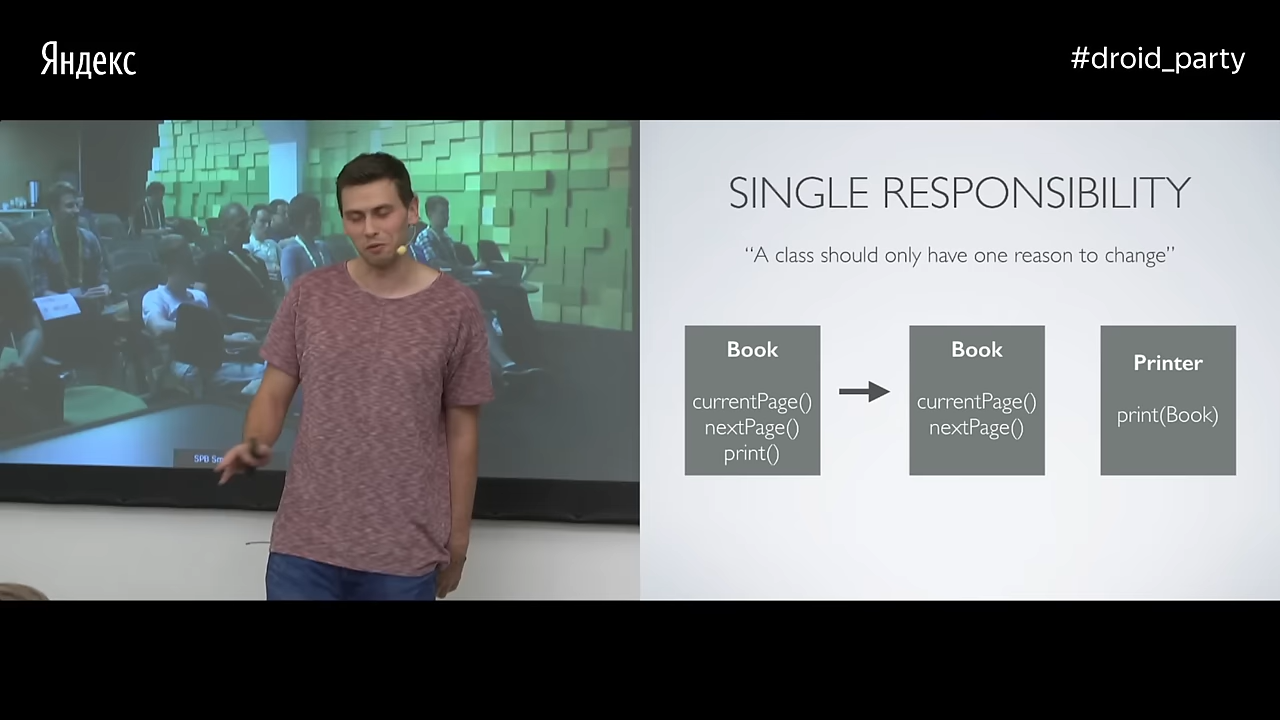 Яндекс
#droid_party
SINGLE RESPONSIBILITY
“A class should only have one reason to change”
Book
currentPage()
nextPage()
print()
Book
currentPage()
nextPage()
Printer
print(Book)
SPB